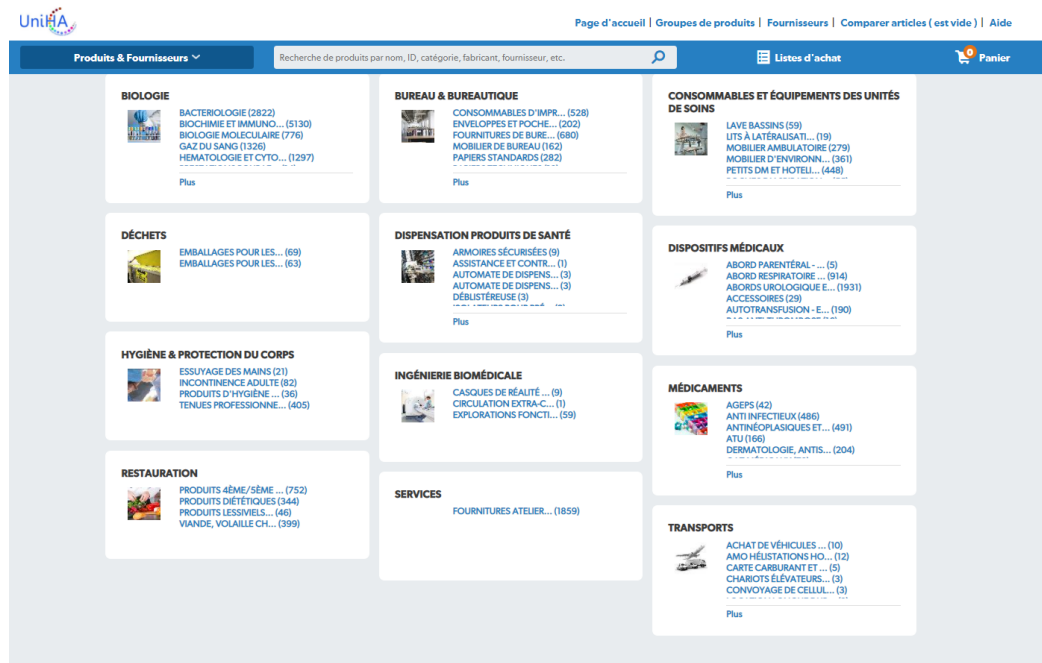 UniHA
Page d'accueil | Groupes de produits | Fournisseurs | Comparer articles ( est vide ) | Aide
Produits & Fournisseurs
Recherche de produits par nom, ID, catégorie, fabricant, fournisseur, etc.
Listes d'achat
0
Panier
BIOLOGIE
BACTERIOLOGIE (2822)
BIOCHIMIE ET IMMUNO... (5130)
BIOLOGIE MOLECULAIRE (776)
GAZ DU SANG (1326)
HEMATOLOGIE ET CYTO... (1297)
Plus
BUREAU & BUREAUTIQUE
CONSOMMABLES D'IMPR... (528)
ENVELOPPES ET POCHE... (202)
FOURNITURES DE BURE... (680)
MOBILIER DE BUREAU (162)
PAPIERS STANDARDS (282)
Plus
CONSOMMABLES ET ÉQUIPEMENTS DES UNITÉS
DE SOINS
LAVE BASSINS (59)
LITS À LATÉRALISATI... (19)
MOBILIER AMBULATOIRE (279)
MOBILIER D'ENVIRONN... (361)
PETITS DM ET HOTELI... (448)
Plus
DÉCHETS
EMBALLAGES POUR LES... (69)
EMBALLAGES POUR LES... (63)
DISPENSATION PRODUITS DE SANTÉ
ARMOIRES SÉCURISÉES (9)
ASSISTANCE ET CONTR... (1)
AUTOMATE DE DISPENS... (3)
AUTOMATE DE DISPENS... (3)
DÉBLISTÉREUSE (3)
Plus
DISPOSITIFS MÉDICAUX
ABORD PARENTÉRAL - ... (5)
ABORD RESPIRATOIRE ... (914)
ABORDS UROLOGIQUE E... (1931)
ACCESSOIRES (29)
AUTOTRANSFUSION - E... (190)
Plus
HYGIÈNE & PROTECTION DU CORPS
ESSUYAGE DES MAINS (21)
INCONTINENCE ADULTE (82)
PRODUITS D'HYGIÈNE ... (36)
TENUES PROFESSIONNE... (405)
INGÉNIERIE BIOMÉDICALE
CASQUES DE RÉALITÉ ... (9)
CIRCULATION EXTRA-C... (1)
EXPLORATIONS FONCTI... (59)
MÉDICAMENTS
AGEPS (42)
ANTI INFECTIEUX (486)
ANTINÉOPLASIQUES ET... (491)
ATU (166)
DERMATOLOGIE, ANTIS... (204)
Plus
RESTAURATION
PRODUITS 4ÈME/5ÈME ... (752)
PRODUITS DIÉTÉTIQUES (344)
PRODUITS LESSIVIELS... (46)
VIANDE, VOLAILLE CH... (399)
SERVICES
FOURNITURES ATELIER... (1859)
TRANSPORTS
ACHAT DE VÉHICULES ... (10)
AMO HÉLISTATIONS HO... (12)
CARTE CARBURANT ET ... (5)
CHARIOTS ÉLÉVATEURS... (3)
CONVOYAGE DE CELLUL... (3)
Plus